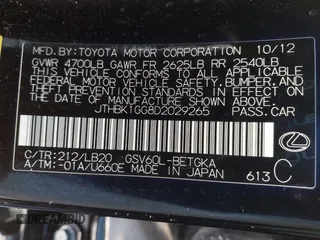 MFD.BY:TOYOTA MOTOR CORPORATION 10/12
GVWR 4700LB GAWR FR 2625LB RR 2540LB
THIS VEHICLE CONFORMS TO ALL APPLICABLE
FEDERAL MOTOR VEHICLE SAFETY, BUMPER, AND
THEFT PREVENTION STANDARDS IN EFFECT ON
THE DATE OF MANUFACTURE SHOWN ABOVE.
JTHBK1GG8D2029265 PASS.CAR
C/TR:212/LB20 GSV60L-BETGKA
A/TM:-01A/U660E MADE IN JAPAN 613 C
DREAMBID